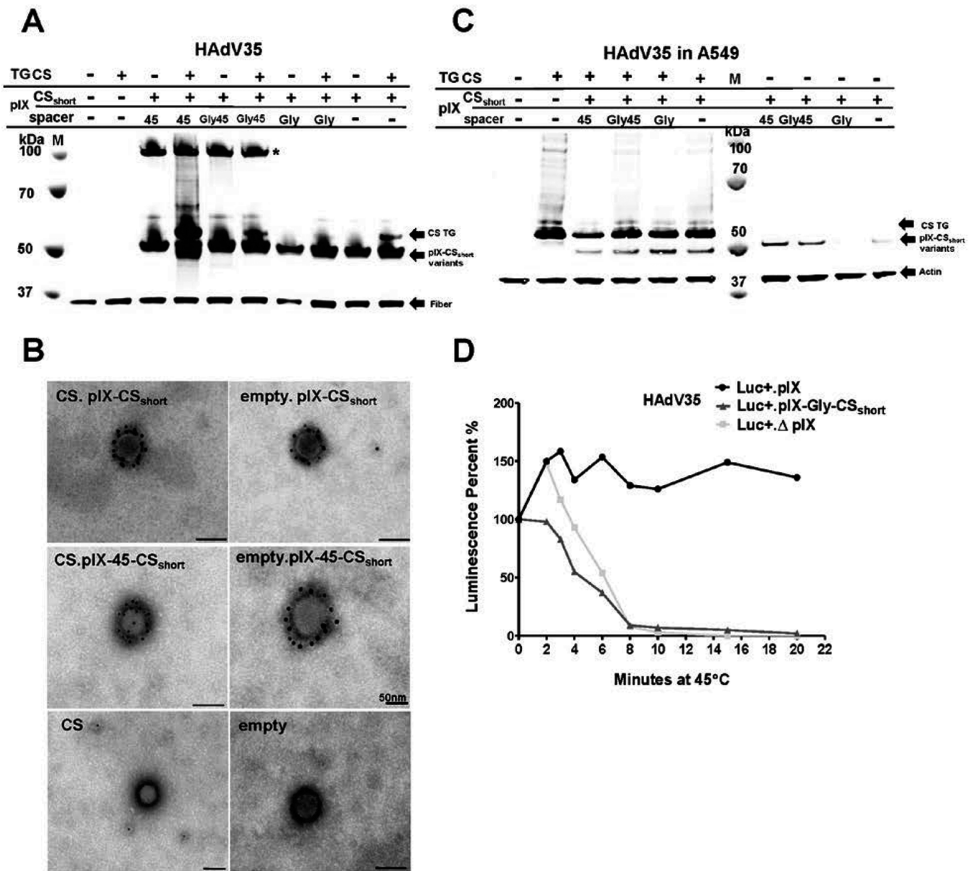 A
HAdV35
TG CS - + - + - + - + - +
pIX CSshort - - + + + + + + + +
spacer - - 45 45 Gly45 Gly45 Gly Gly - -
kDa M
100
*
70
CS TG
50
pIX-CSshort
variants
37
Fiber
C
HAdV35 in A549
TG CS - + + + + + M - - - -
pIX CSshort - - + + + + + + + +
spacer - - 45 Gly45 Gly - 45 Gly45 Gly -
kDa
100
70
50
CS TG
pIX-CSshort
variants
37
Actin
B
CS. pIX-CSshort
empty. pIX-CSshort
CS.pIX-45-CSshort
empty.pIX-45-CSshort
50nm
CS
empty
D
HAdV35
Luc+.pIX
Luc+.pIX-Gly-CSshort
Luc+.Δ pIX
Luminescence Percent %
200
150
100
50
0
0 2 4 6 8 10 12 14 16 18 20 22
Minutes at 45°C